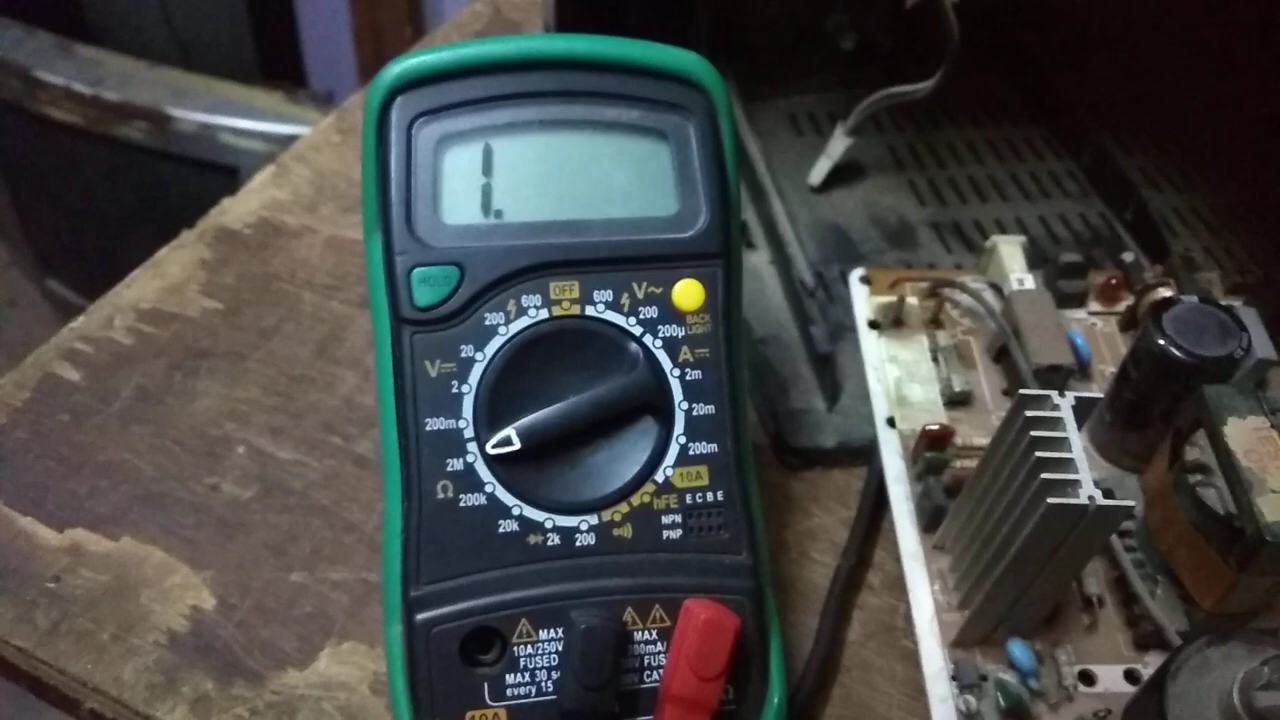 1.
HOLD
OFF
600
600
V~
200
200
200µ
BACK
LIGHT
20
A
V
2m
2
20m
200m
200m
2M
10A
Ω
200k
hFE
E C B E
20k
NPN
2k
200
PNP
MAX
10A/250V
FUSED
MAX 30 s
every 15
MAX
FUS
CAT
10A